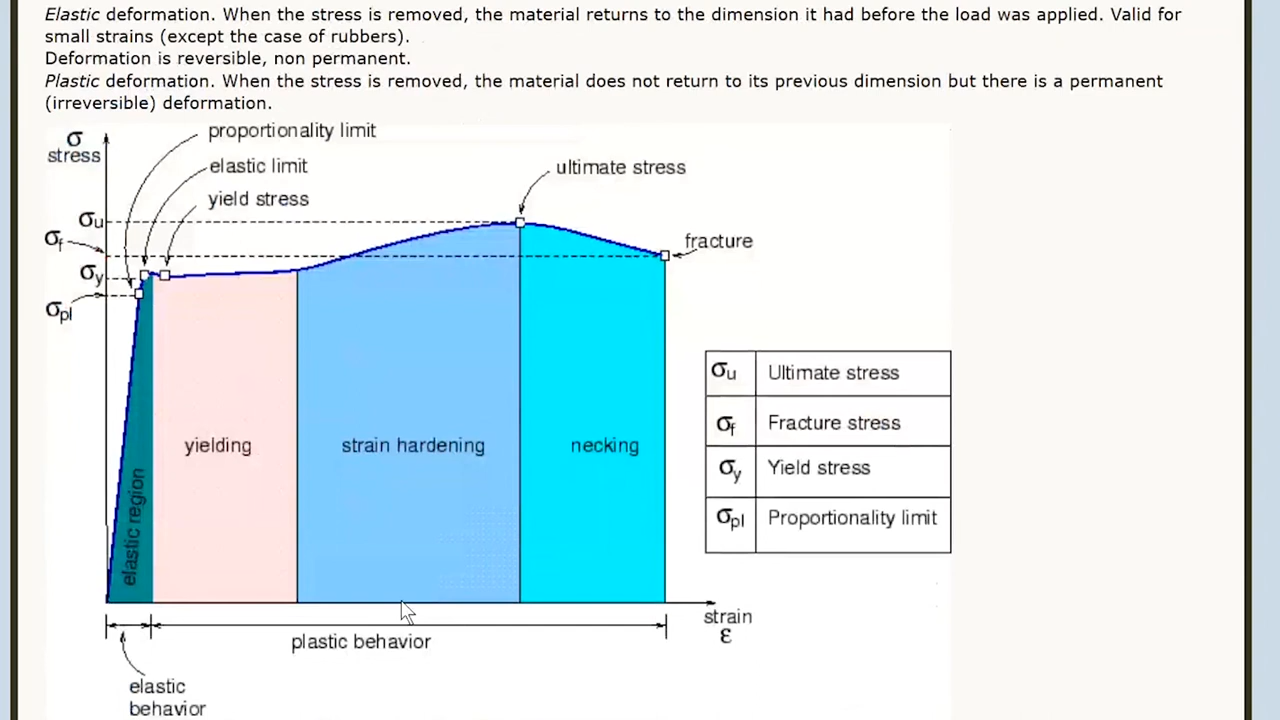 Elastic deformation. When the stress is removed, the material returns to the dimension it had before the load was applied. Valid for
small strains (except the case of rubbers).
Deformation is reversible, non permanent.
Plastic deformation. When the stress is removed, the material does not return to its previous dimension but there is a permanent
(irreversible) deformation.
σ
stress
proportionality limit
elastic limit
yield stress
ultimate stress
σu
σf
σy
σpl
fracture
elastic region
yielding
strain hardening
necking
σu Ultimate stress
σf Fracture stress
σy Yield stress
σpl Proportionality limit
strain
ε
plastic behavior
elastic
behavior